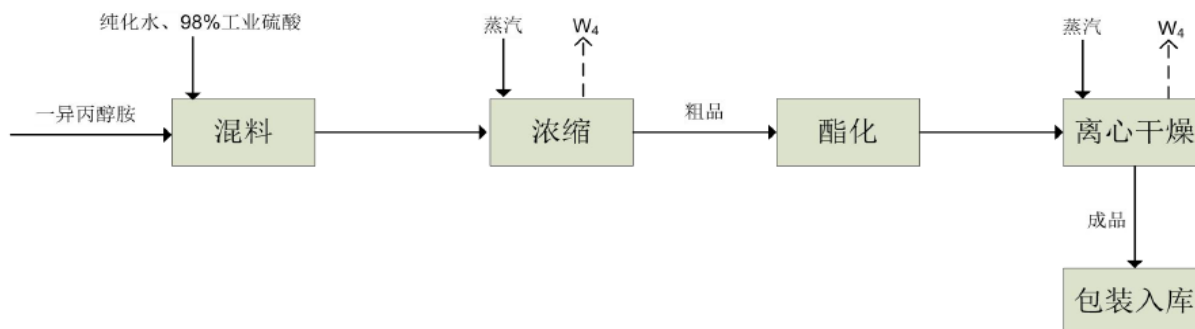 纯化水、98%工业硫酸
蒸汽
W₄
蒸汽
W₄
一异丙醇胺
混料
浓缩
粗品
酯化
离心干燥
成品
包装入库